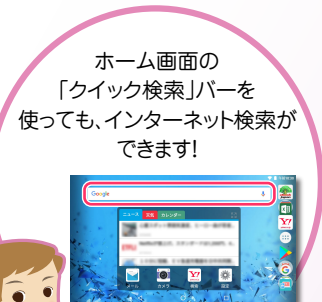 ホーム画面の
「クイック検索」バーを
使っても、インターネット検索が
できます!
Google
ニュース 天気 カレンダー
メール カメラ 検索 設定